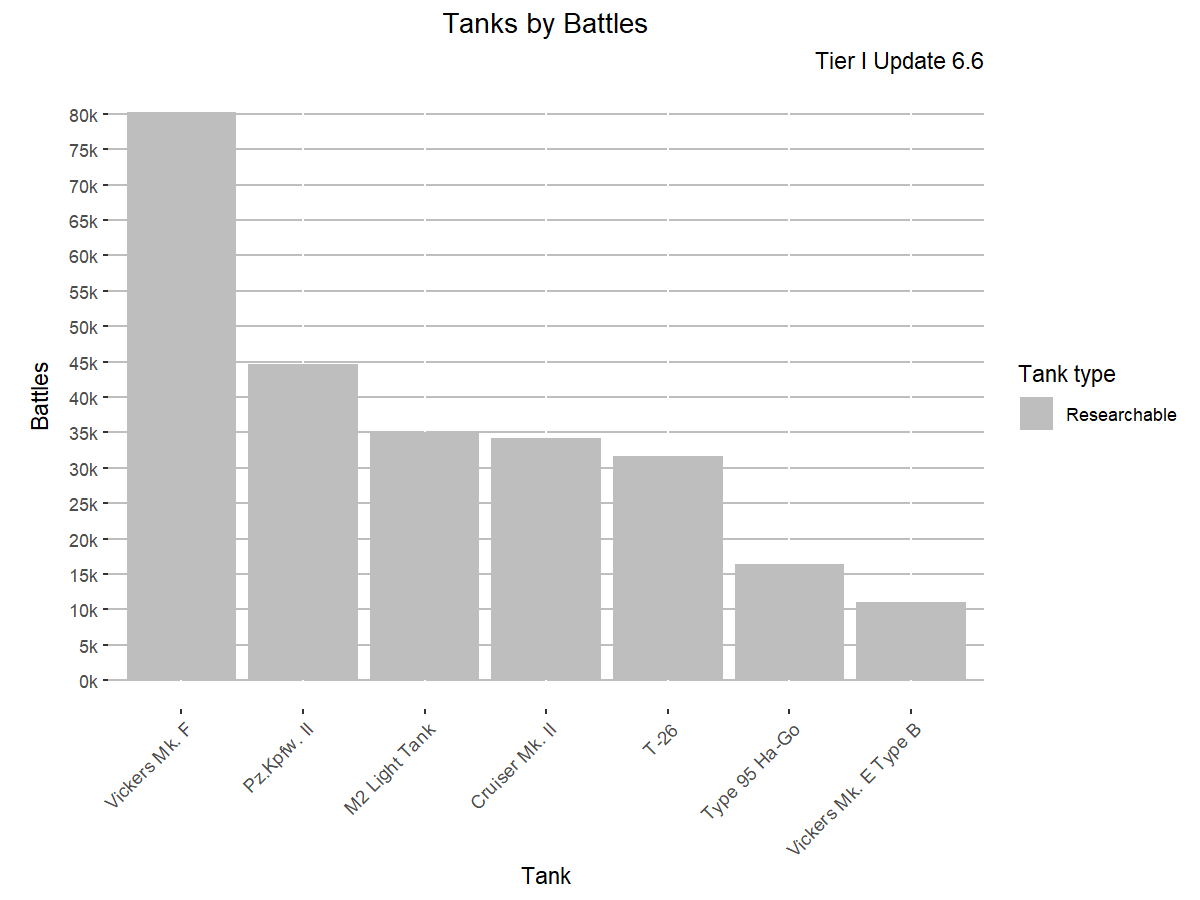 Tanks by Battles
Tier I Update 6.6
80k
75k
70k
65k
60k
55k
50k
45k
40k
35k
30k
25k
20k
15k
10k
5k
0k
Battles
Vickers Mk. F
Pz.Kpfw. II
M2 Light Tank
Cruiser Mk. II
T-26
Type 95 Ha-Go
Vickers Mk. E Type B
Tank
Tank type
Researchable